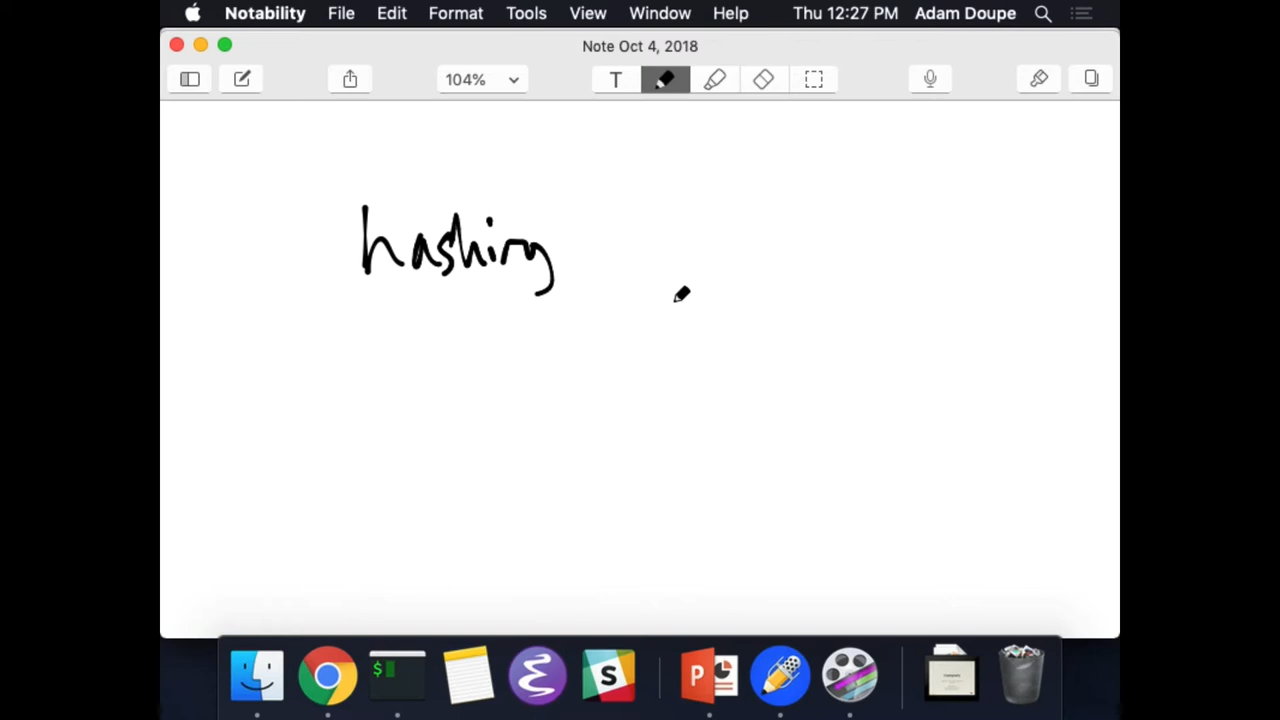 Notability File Edit Format Tools View Window Help Thu 12:27 PM Adam Doupe
Note Oct 4, 2018
104% T
hashing
$
S
P